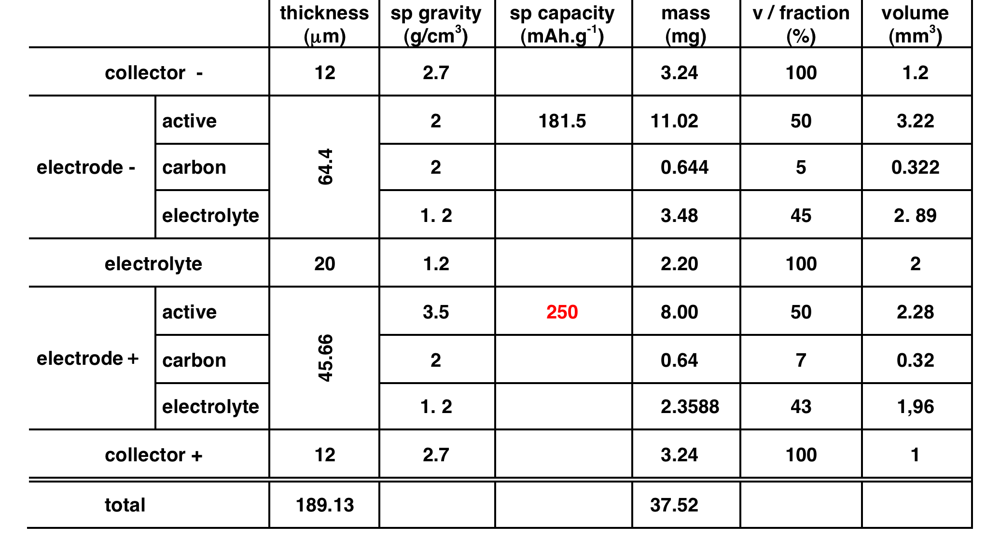 thickness sp gravity sp capacity mass v / fraction volume
(μm) (g/cm³) (mAh.g⁻¹) (mg) (%) (mm³)
collector - 12 2.7 3.24 100 1.2
electrode - 64.4
active 2 181.5 11.02 50 3.22
carbon 2 0.644 5 0.322
electrolyte 1. 2 3.48 45 2. 89
electrolyte 20 1.2 2.20 100 2
electrode + 45.66
active 3.5 250 8.00 50 2.28
carbon 2 0.64 7 0.32
electrolyte 1. 2 2.3588 43 1,96
collector + 12 2.7 3.24 100 1
total 189.13 37.52